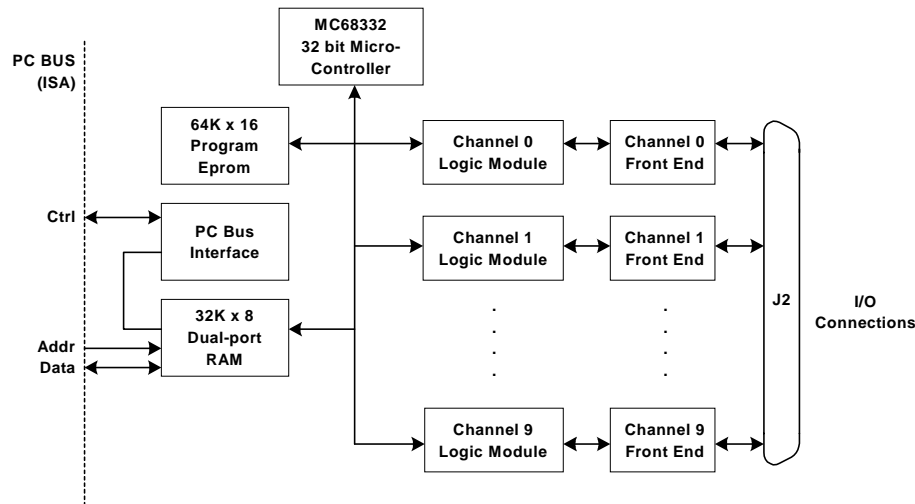 MC68332
32 bit Micro-
Controller
PC BUS
(ISA)
64K x 16
Program
Eprom
Channel 0
Logic Module
Channel 0
Front End
Ctrl
PC Bus
Interface
Channel 1
Logic Module
Channel 1
Front End
J2
I/O
Connections
32K x 8
Dual-port
RAM
Addr
Data
Channel 9
Logic Module
Channel 9
Front End